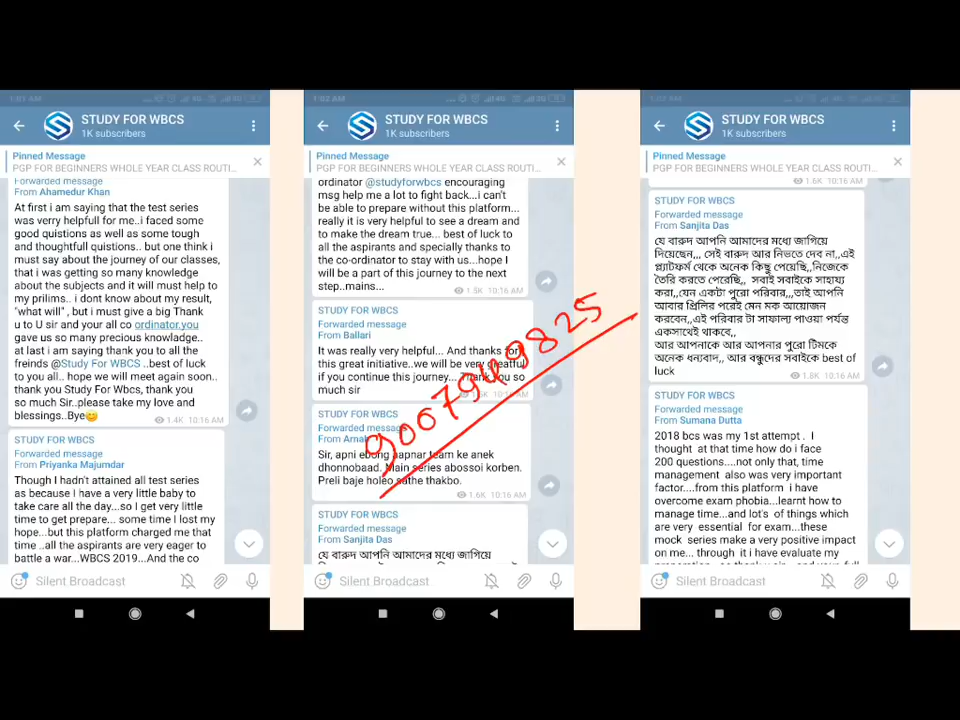 1:01 AM
STUDY FOR WBCS
1K subscribers
Pinned Message
PGP FOR BEGINNERS WHOLE YEAR CLASS ROUTI...
Forwarded message
From Ahamedur Khan
At first i am saying that the test series
was verry helpfull for me..i faced some
good quistions as well as some tough
and thoughtfull quistions.. but one think i
must say about the journey of our classes,
that i was getting so many knowledge
about the subjects and it will must help to
my prilims.. i dont know about my result,
"what will", but i must give a big Thank
u to U sir and your all co ordinator.you
gave us so many precious knowladge..
at last i am saying thank you to all the
freinds @Study For WBCS ..best of luck
to you all.. hope we will meet again soon..
thank you Study For Wbcs, thank you
so much Sir..please take my love and
blessings..Bye😊
1.4K 10:16 AM
STUDY FOR WBCS
Forwarded message
From Priyanka Majumdar
Though I hadn't attained all test series
as because I have a very little baby to
take care all the day...so I get very little
time to get prepare... some time I lost my
hope...but this platform charged me that
time ..all the aspirants are very eager to
battle a war...WBCS 2019...And the co
Silent Broadcast
1:02 AM
STUDY FOR WBCS
1K subscribers
Pinned Message
PGP FOR BEGINNERS WHOLE YEAR CLASS ROUTI...
ordinator @studyforwbcs encouraging
msg help me a lot to fight back...i can't
be able to prepare without this platform...
really it is very helpful to see a dream and
to make the dream true... best of luck to
all the aspirants and specially thanks to
the co-ordinator to stay with us...hope I
will be a part of this journey to the next
step..mains...
10:16 AM
STUDY FOR WBCS
Forwarded message
From Ballari
It was really very helpful... And thanks for
this great initiative..we will be very greatful
if you continue this journey... Thank you so
much sir
10:16 AM
STUDY FOR WBCS
Forwarded message
From
Sir, apni ebong aapnar team ke anek
dhonnobaad. Main series abossoi korben.
Preli baje holeo sathe thakbo.
1.6K 10:16 AM
STUDY FOR WBCS
Forwarded message
From Sanjita Das
যে বারুদ আপনি আমাদের মধ্যে জাগিয়ে
Silent Broadcast
9007949825
1:02 AM
STUDY FOR WBCS
1K subscribers
Pinned Message
PGP FOR BEGINNERS WHOLE YEAR CLASS ROUTI...
1.6K 10:16 AM
STUDY FOR WBCS
Forwarded message
From Sanjita Das
যে বারুদ আপনি আমাদের মধ্যে জাগিয়ে
দিয়েছেন,,, সেই বারুদ আর নিভতে দেব না,,এই
প্ল্যাটফর্ম থেকে অনেক কিছু পেয়েছি,,নিজেকে
তৈরি করতে পেরেছি,, সবাই সবাইকে সাহায্য
করা,,যেন একটা পুরো পরিবার,,,তাই আপনি
আবার প্রিলির পরেই মেন মক আয়োজন
করবেন,,এই পরিবার টা সাফল্য পাওয়া পর্যন্ত
একসাথেই থাকবে,,
আর আপনাকে আর আপনার পুরো টিমকে
অনেক ধন্যবাদ,, আর বন্ধুদের সবাইকে best of
luck
1.8K 10:16 AM
STUDY FOR WBCS
Forwarded message
From Sumana Dutta
2018 bcs was my 1st attempt . I
thought at that time how do i face
200 questions....not only that, time
management also was very important
factor....from this platform i have
overcome exam phobia...learnt how to
manage time...and lot's of things which
are very essential for exam...these
mock series make a very positive impact
on me... through it i have evaluate my
Silent Broadcast